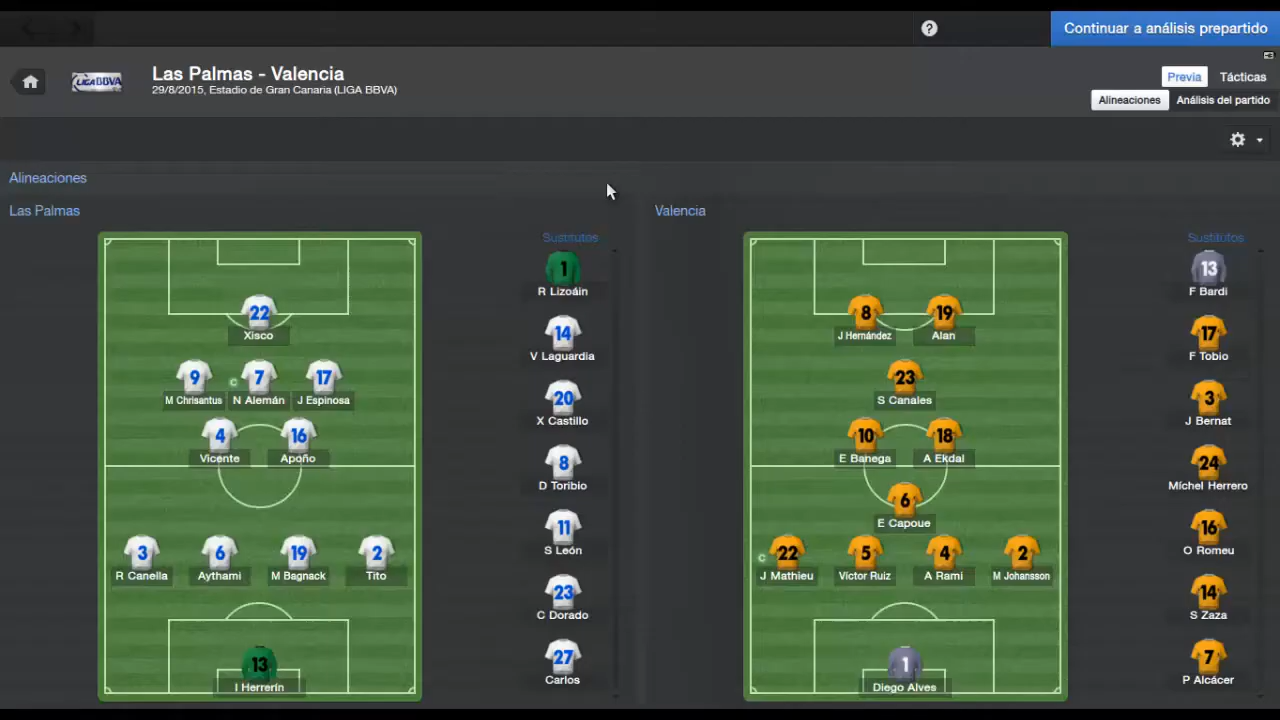 Continuar a análisis prepartido
?
LIGA BBVA
Las Palmas - Valencia
29/8/2015, Estadio de Gran Canaria (LIGA BBVA)
Previa
Tácticas
Alineaciones
Análisis del partido
Alineaciones
Las Palmas
Sustitutos
22
Xisco
9
M Chrisantus
C
7
N Alemán
17
J Espinosa
4
Vicente
16
Apoño
3
R Canella
6
Aythami
19
M Bagnack
2
Tito
13
I Herrerín
1
R Lizoáin
14
V Laguardia
20
X Castillo
8
D Toribio
11
S León
23
C Dorado
27
Carlos
Valencia
Sustitutos
8
J Hernández
19
Alan
23
S Canales
10
E Banega
18
A Ekdal
6
E Capoue
C
22
J Mathieu
5
Víctor Ruiz
4
A Rami
2
M Johansson
1
Diego Alves
13
F Bardi
17
F Tobio
3
J Bernat
24
Míchel Herrero
16
O Romeu
14
S Zaza
7
P Alcácer